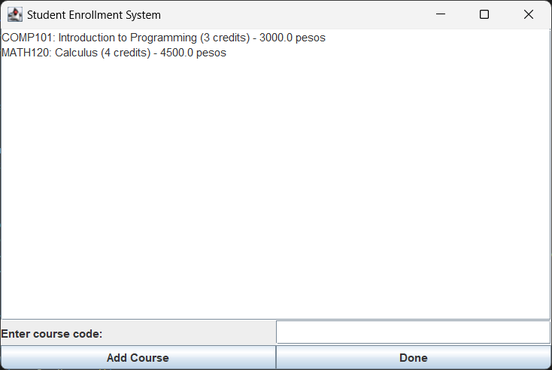 Student Enrollment System
COMP101: Introduction to Programming (3 credits) - 3000.0 pesos
MATH120: Calculus (4 credits) - 4500.0 pesos
Enter course code:
Add Course
Done